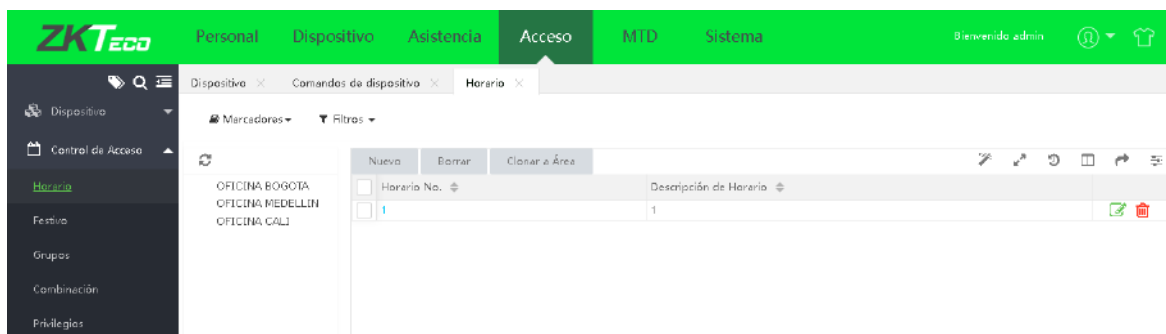 ZKTeco Personal Dispositivo Asistencia Acceso MTD Sistema Bienvenido admin
Dispositivo Comandos de dispositivo Horario
Dispositivo
Marcadores Filtros
Control de Acceso
Nuevo Borrar Clonar a Área
Horario
OFICINA BOGOTA
OFICINA MEDELLIN
OFICINA CALI
Horario No. Descripción de Horario
1 1
Festivo
Grupos
Combinación
Privilegios